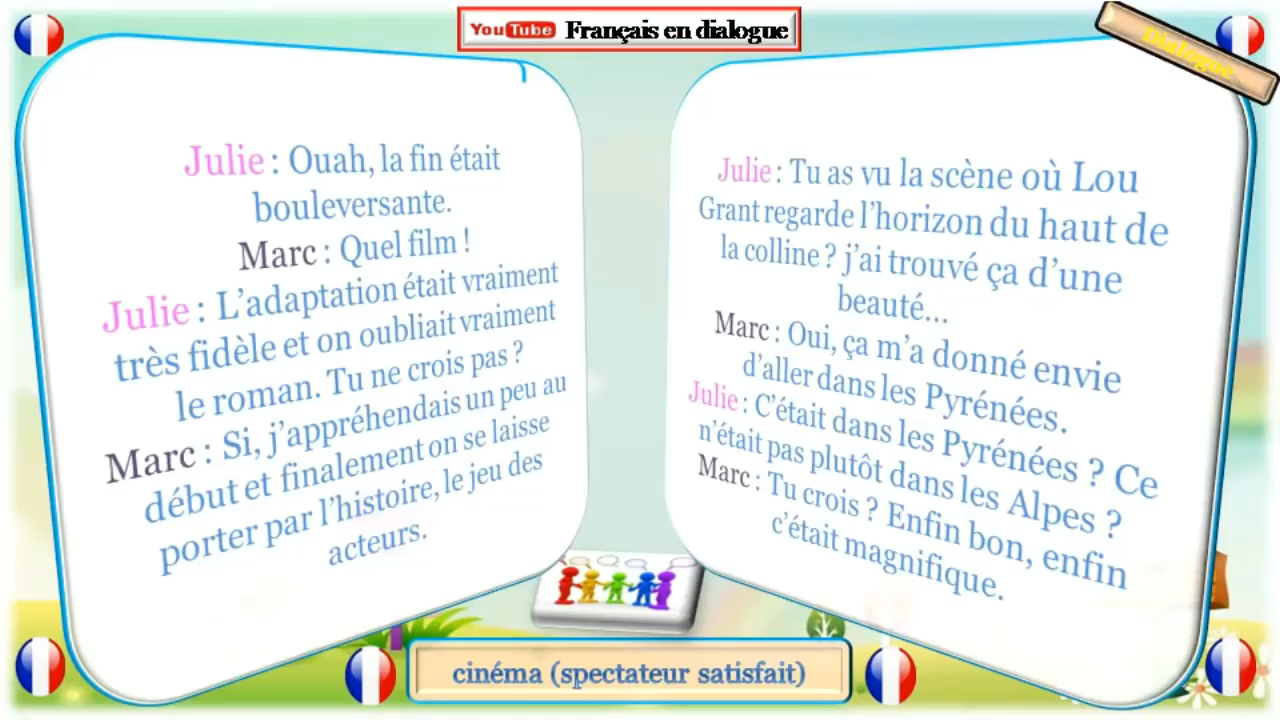 YouTube Français en dialogue
Dialogue
Julie : Ouah, la fin était
bouleversante.
Marc : Quel film !
Julie : L’adaptation était vraiment
très fidèle et on oubliait vraiment
le roman. Tu ne crois pas ?
Marc : Si, j’appréhendais un peu au
début et finalement on se laisse
porter par l’histoire, le jeu des
acteurs.
Julie : Tu as vu la scène où Lou
Grant regarde l’horizon du haut de
la colline ? j’ai trouvé ça d’une
beauté...
Marc : Oui, ça m’a donné envie
d’aller dans les Pyrénées.
Julie : C’était dans les Pyrénées ? Ce
n’était pas plutôt dans les Alpes ?
Marc : Tu crois ? Enfin bon, enfin
c’était magnifique.
cinéma (spectateur satisfait)